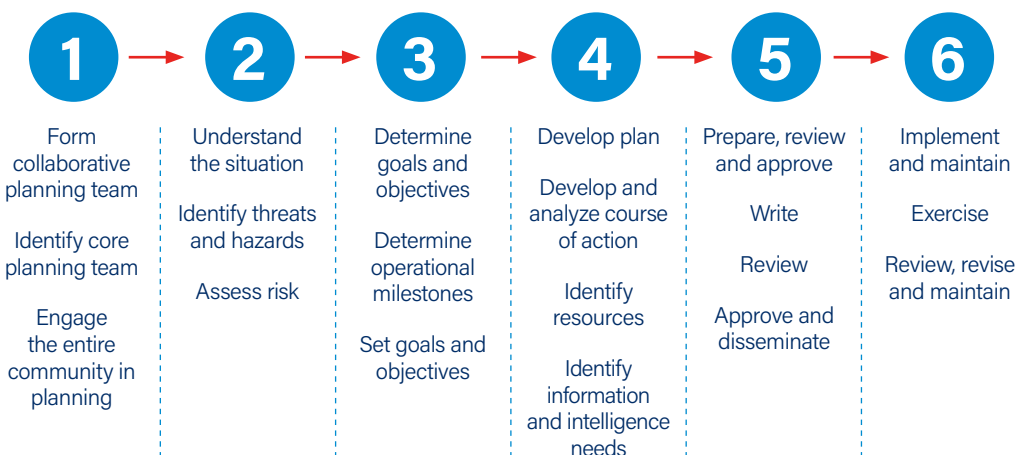 1
2
3
4
5
6
Form
collaborative
planning team
Identify core
planning team
Engage
the entire
community in
planning
Understand
the situation
Identify threats
and hazards
Assess risk
Determine
goals and
objectives
Determine
operational
milestones
Set goals and
objectives
Develop plan
Develop and
analyze course
of action
Identify
resources
Identify
information
and intelligence
needs
Prepare, review
and approve
Write
Review
Approve and
disseminate
Implement
and maintain
Exercise
Review, revise
and maintain